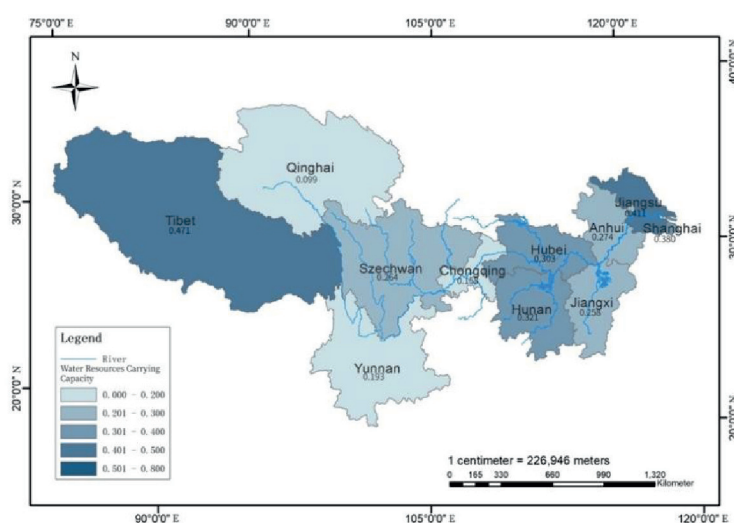 75°0'0" E
90°0'0" E
105°0'0" E
120°0'0" E
N
40°0'0" N
30°0'0" N
30°0'0" N
20°0'0" N
20°0'0" N
Qinghai
0.099
Tibet
0.471
Jiangsu
0.411
Anhui
0.274
Shanghai
0.380
Hubei
0.303
Szechwan
0.264
Chongqing
Hunan
0.321
Jiangxi
0.258
Yunnan
0.193
Legend
River
Water Resources Carrying
Capacity
0.000 - 0.200
0.201 - 0.300
0.301 - 0.400
0.401 - 0.500
0.501 - 0.800
1 centimeter = 226,946 meters
0 165 330 660 990 1,320
Kilometer
90°0'0" E
105°0'0" E
120°0'0" E